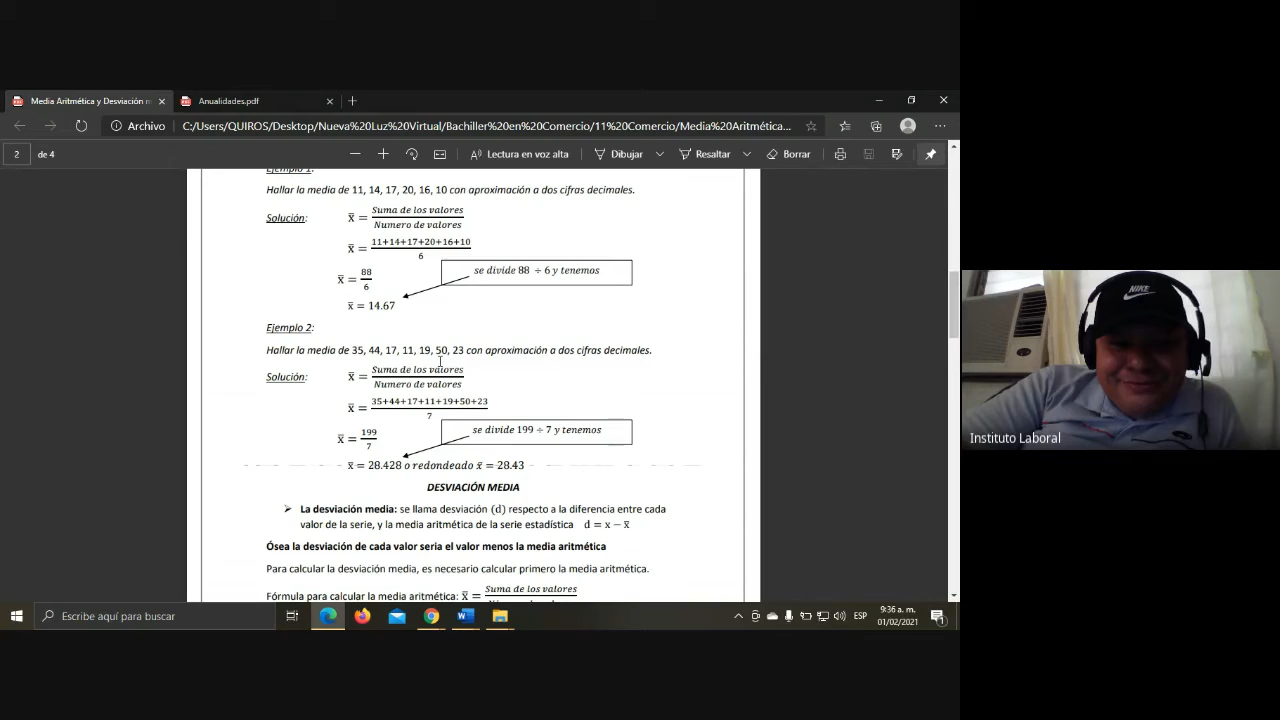 Media Aritmética y Desviación m
Anualidades.pdf
Archivo
C:/Users/QUIROS/Desktop/Nueva%20Luz%20Virtual/Bachiller%20en%20Comercio/11%20Comercio/Media%20Aritmética...
2 de 4
Lectura en voz alta
Dibujar
Resaltar
Borrar
Ejemplo 1:
Hallar la media de 11, 14, 17, 20, 16, 10 con aproximación a dos cifras decimales.
Solución: x̅ = Suma de los valores / Numero de valores
x̅ = 11+14+17+20+16+10 / 6
x̅ = 88 / 6
se divide 88 ÷ 6 y tenemos
x̅ = 14.67
Ejemplo 2:
Hallar la media de 35, 44, 17, 11, 19, 50, 23 con aproximación a dos cifras decimales.
Solución: x̅ = Suma de los valores / Numero de valores
x̅ = 35+44+17+11+19+50+23 / 7
x̅ = 199 / 7
se divide 199 ÷ 7 y tenemos
x̅ = 28.428 o redondeado x̅ = 28.43
DESVIACIÓN MEDIA
➢ La desviación media: se llama desviación (d) respecto a la diferencia entre cada
valor de la serie, y la media aritmética de la serie estadística d = x − x̅
Ósea la desviación de cada valor seria el valor menos la media aritmética
Para calcular la desviación media, es necesario calcular primero la media aritmética.
Fórmula para calcular la media aritmética: x̅ = Suma de los valores
Escribe aquí para buscar
ESP
9:36 a. m.
01/02/2021
1
NIKE
Instituto Laboral